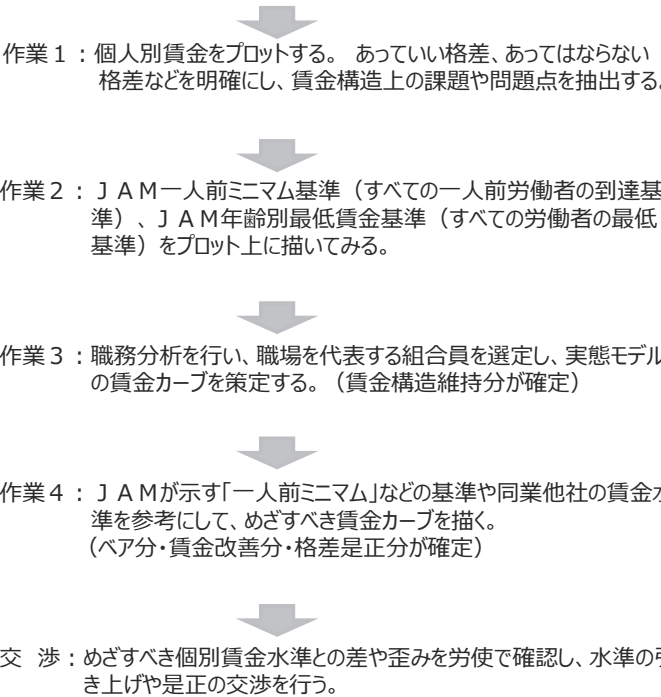 作業１：個人別賃金をプロットする。 あっていい格差、あってはならない
格差などを明確にし、賃金構造上の課題や問題点を抽出する。
作業２：ＪＡＭ一人前ミニマム基準（すべての一人前労働者の到達基
準）、ＪＡＭ年齢別最低賃金基準（すべての労働者の最低
基準）をプロット上に描いてみる。
作業３：職務分析を行い、職場を代表する組合員を選定し、実態モデル
の賃金カーブを策定する。（賃金構造維持分が確定）
作業４：ＪＡＭが示す「一人前ミニマム」などの基準や同業他社の賃金水
準を参考にして、めざすべき賃金カーブを描く。
（ベア分・賃金改善分・格差是正分が確定）
交　渉：めざすべき個別賃金水準との差や歪みを労使で確認し、水準の引
き上げや是正の交渉を行う。